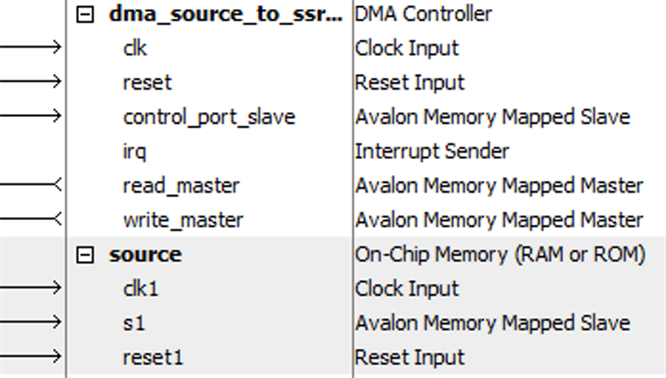 dma_source_to_ssr... DMA Controller
clk Clock Input
reset Reset Input
control_port_slave Avalon Memory Mapped Slave
irq Interrupt Sender
read_master Avalon Memory Mapped Master
write_master Avalon Memory Mapped Master
source On-Chip Memory (RAM or ROM)
clk1 Clock Input
s1 Avalon Memory Mapped Slave
reset1 Reset Input